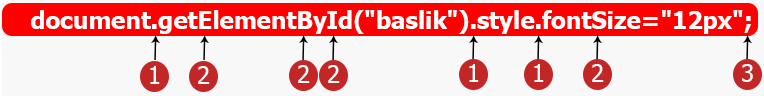 document.getElementById("baslik").style.fontSize="12px";
1 2 2 2 1 1 2 3